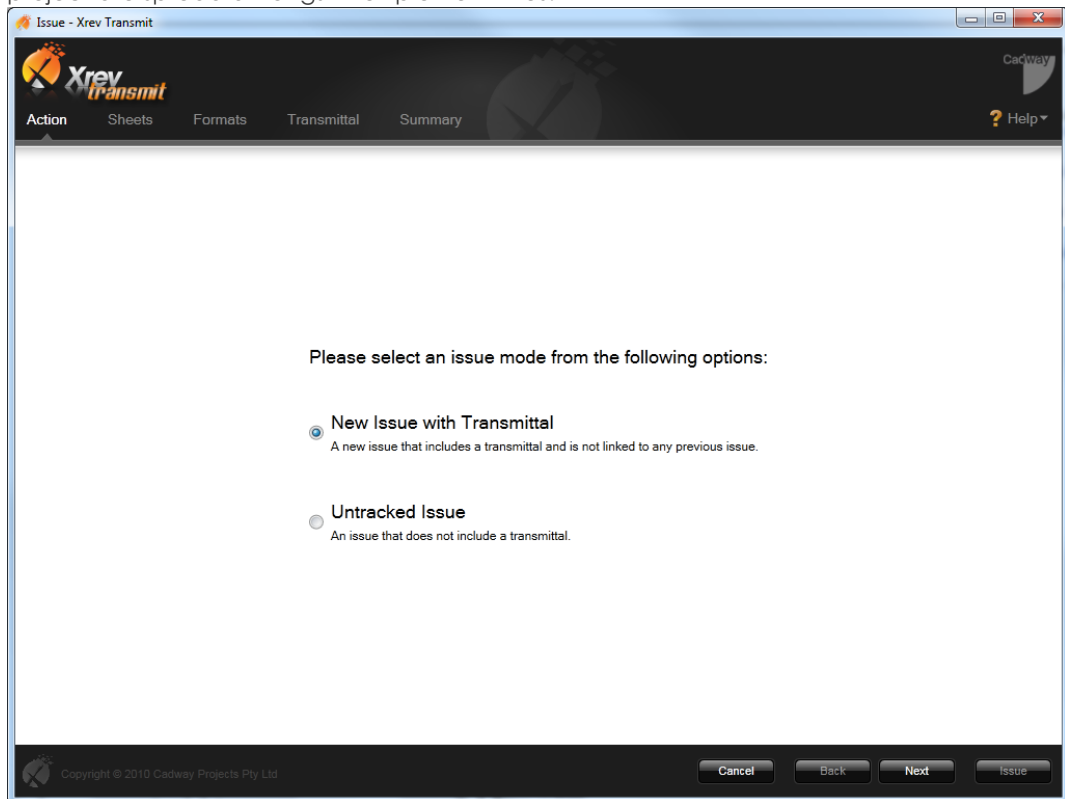 Issue - Xrev Transmit
Xrev
transmit
Cadway
Action Sheets Formats Transmittal Summary
? Help
Please select an issue mode from the following options:
New Issue with Transmittal
A new issue that includes a transmittal and is not linked to any previous issue.
Untracked Issue
An issue that does not include a transmittal.
Copyright © 2010 Cadway Projects Pty Ltd
Cancel Back Next Issue